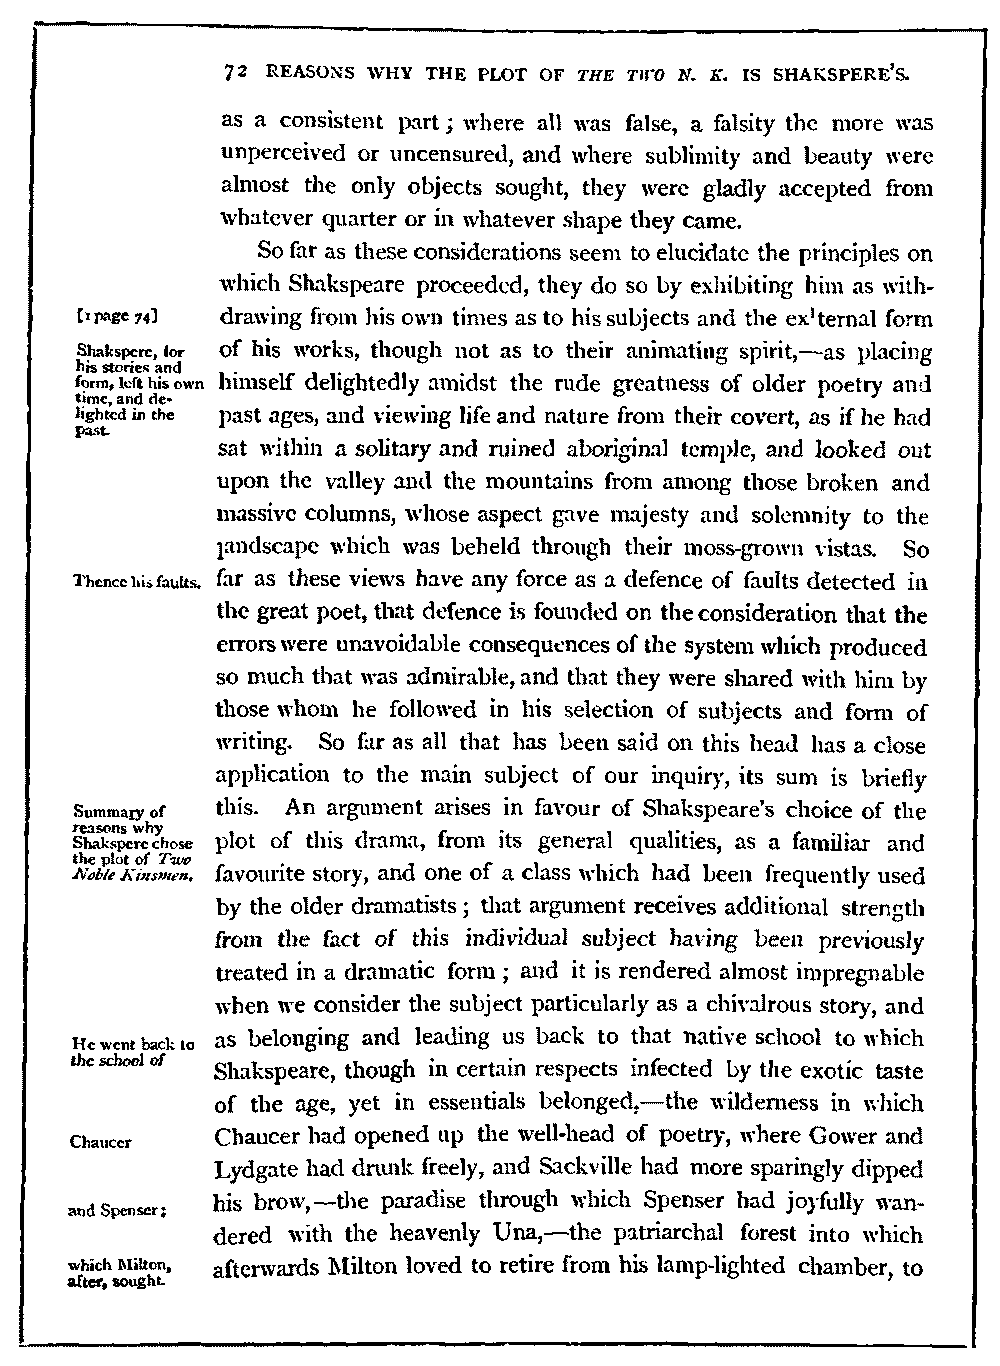 72 REASONS WHY THE PLOT OF THE TWO N. K. IS SHAKSPERE'S.
as a consistent part ; where all was false, a falsity the more was
unperceived or uncensured, and where sublimity and beauty were
almost the only objects sought, they were gladly accepted from
whatever quarter or in whatever shape they came.
So far as these considerations seem to elucidate the principles on
which Shakspeare proceeded, they do so by exhibiting him as with-
[1 page 74]
drawing from his own times as to his subjects and the ex¹ternal form
Shakspere, for
his stories and
form, left his own
time, and de-
lighted in the
past.
of his works, though not as to their animating spirit,—as placing
himself delightedly amidst the rude greatness of older poetry and
past ages, and viewing life and nature from their covert, as if he had
sat within a solitary and ruined aboriginal temple, and looked out
upon the valley and the mountains from among those broken and
massive columns, whose aspect gave majesty and solemnity to the
landscape which was beheld through their moss-grown vistas. So
Thence his faults.
far as these views have any force as a defence of faults detected in
the great poet, that defence is founded on the consideration that the
errors were unavoidable consequences of the system which produced
so much that was admirable, and that they were shared with him by
those whom he followed in his selection of subjects and form of
writing. So far as all that has been said on this head has a close
application to the main subject of our inquiry, its sum is briefly
Summary of
reasons why
Shakspere chose
the plot of Two
Noble Kinsmen.
this. An argument arises in favour of Shakspeare's choice of the
plot of this drama, from its general qualities, as a familiar and
favourite story, and one of a class which had been frequently used
by the older dramatists ; that argument receives additional strength
from the fact of this individual subject having been previously
treated in a dramatic form ; and it is rendered almost impregnable
when we consider the subject particularly as a chivalrous story, and
He went back to
the school of
as belonging and leading us back to that native school to which
Shakspeare, though in certain respects infected by the exotic taste
of the age, yet in essentials belonged,—the wilderness in which
Chaucer
Chaucer had opened up the well-head of poetry, where Gower and
Lydgate had drunk freely, and Sackville had more sparingly dipped
and Spenser ;
his brow,—the paradise through which Spenser had joyfully wan-
dered with the heavenly Una,—the patriarchal forest into which
which Milton,
after, sought.
afterwards Milton loved to retire from his lamp-lighted chamber, to